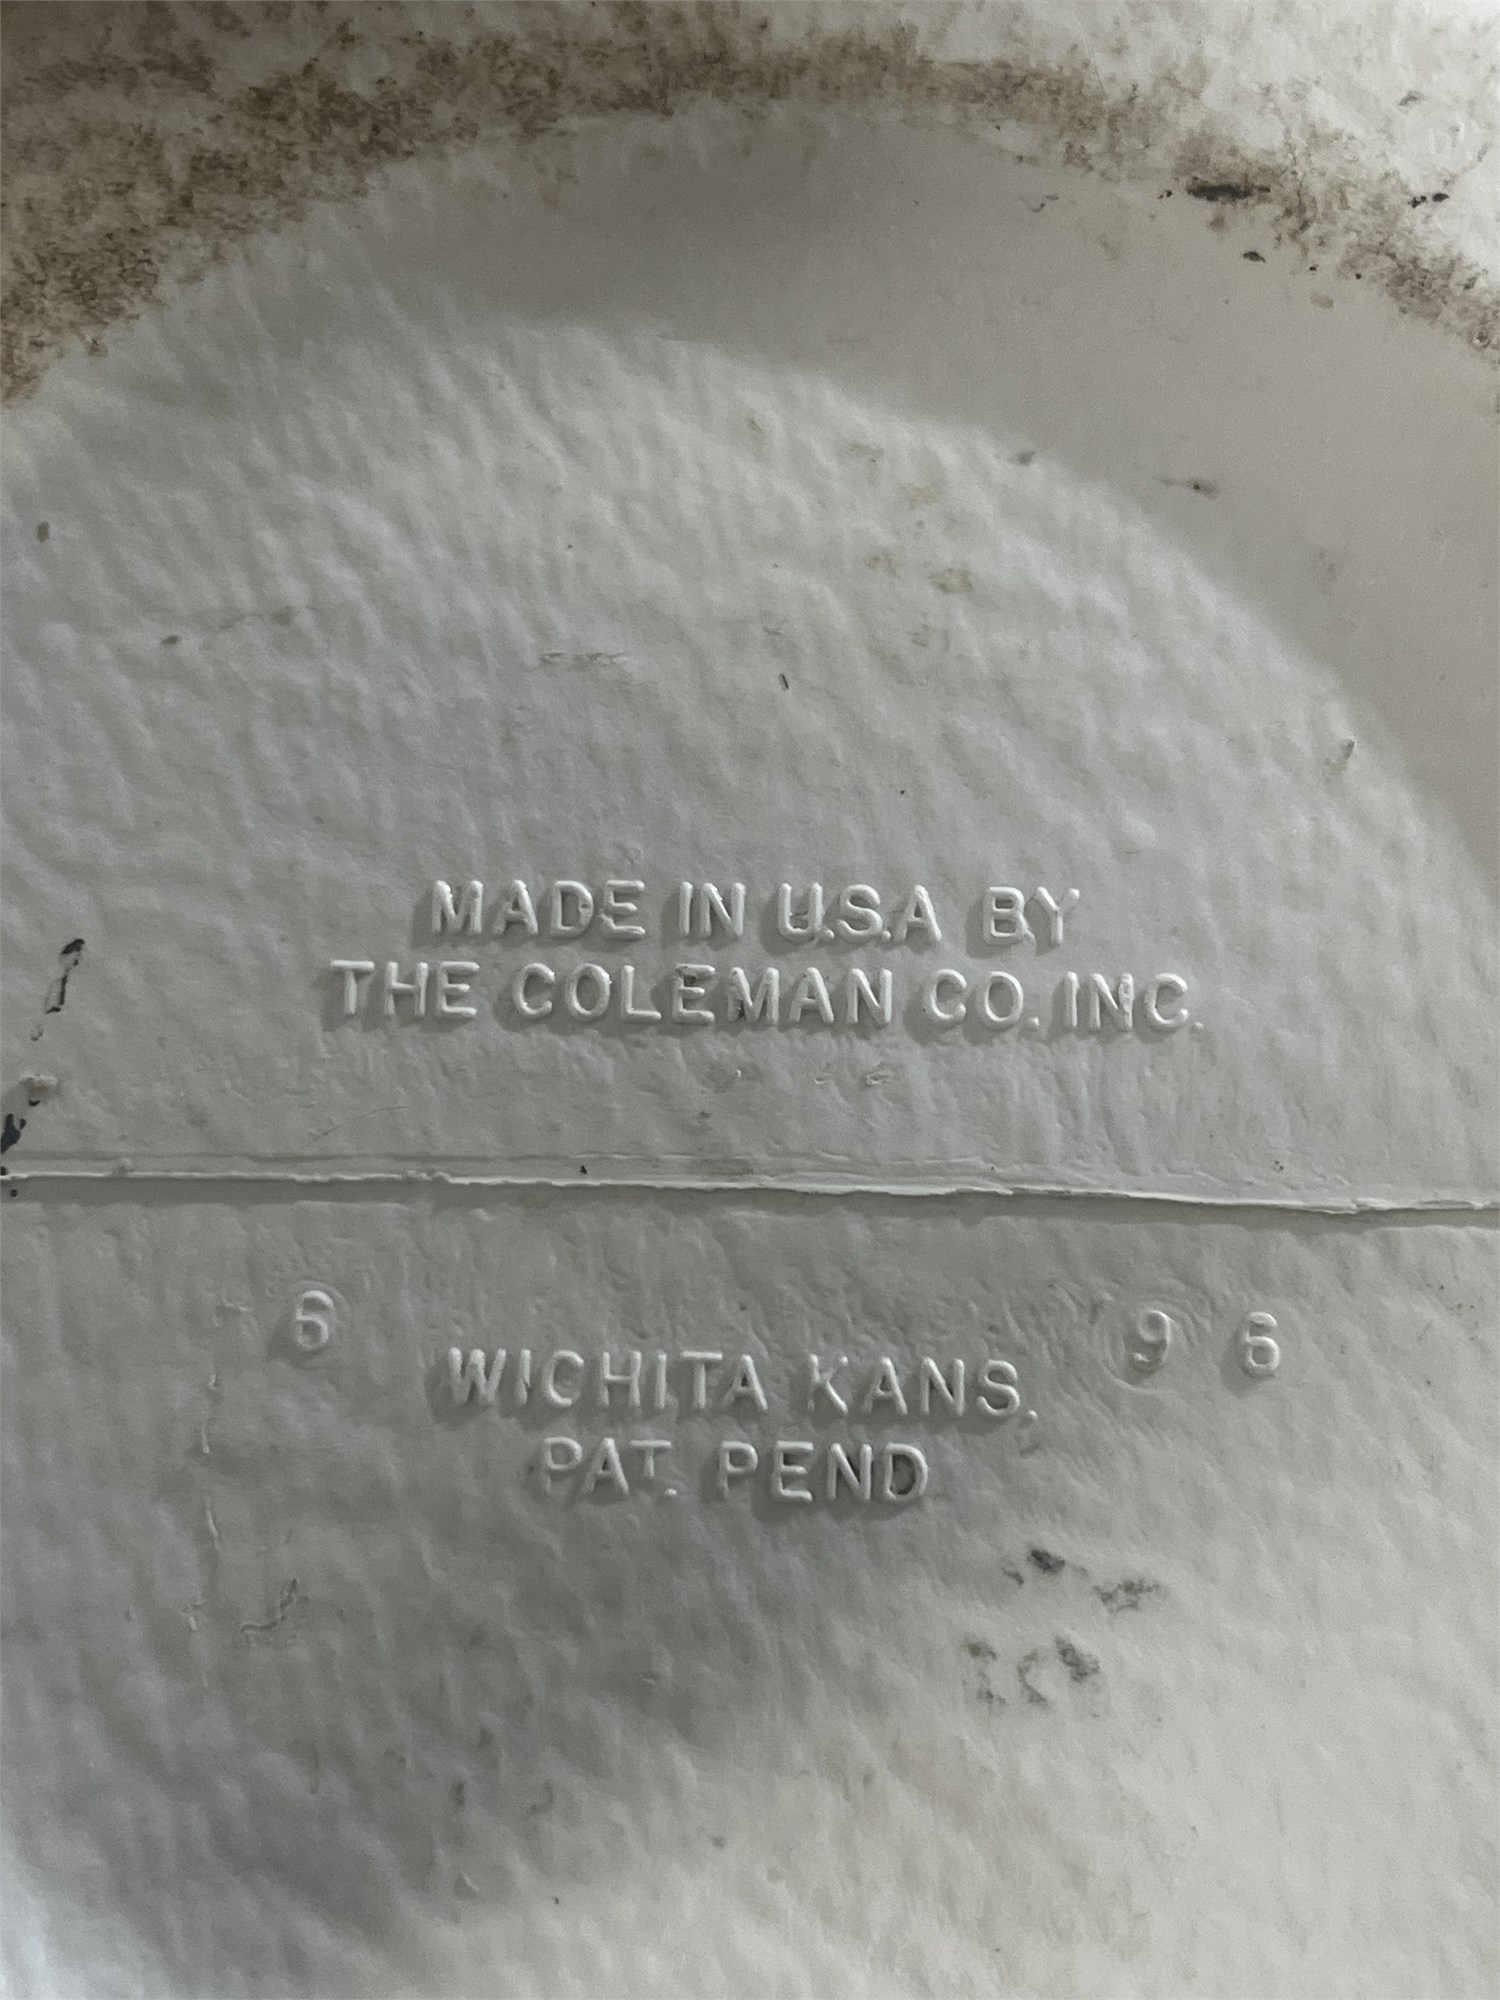 MADE IN U.S.A BY
THE COLEMAN CO. INC.
6 9 6
WICHITA KANS.
PAT. PEND